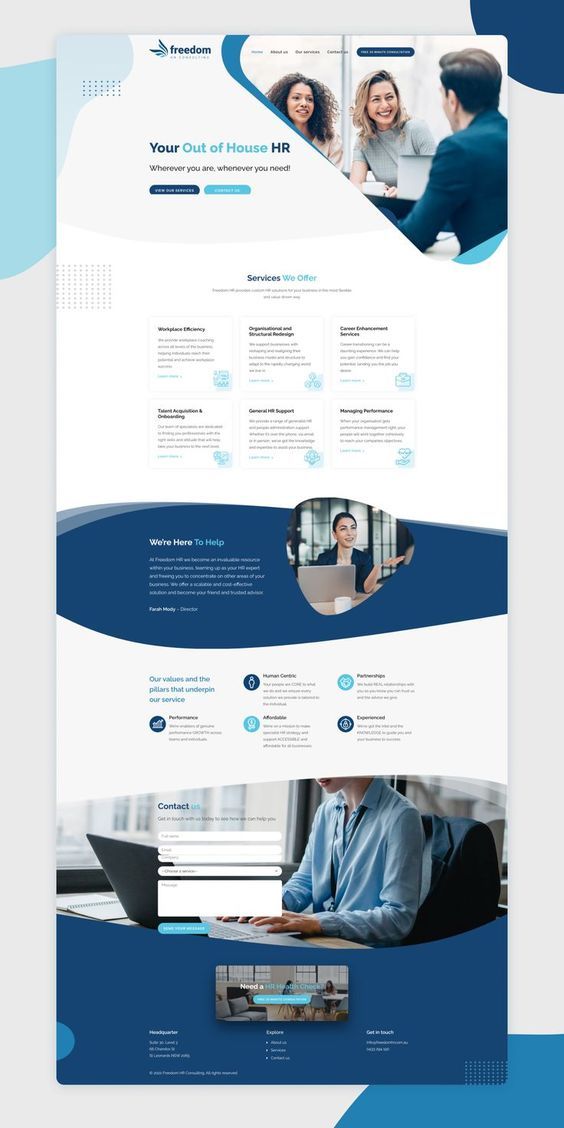 freedom
HR CONSULTING
Home About us Our services Contact us FREE 30 MINUTE CONSULTATION
Your Out of House HR
Wherever you are, whenever you need!
VIEW OUR SERVICES CONTACT US
Services We Offer
Freedom HR provides custom HR solutions for your business in the most flexible
and value driven way.
Workplace Efficiency
We provide workplace coaching
across all levels of the business,
helping individuals reach their
potential and achieve workplace
success.
Learn more >
Organisational and
Structural Redesign
We support businesses with
reshaping and realigning their
business model and structure to
adapt to the rapidly changing world
we live in.
Learn more >
Career Enhancement
Services
Career transitioning can be a
daunting experience. We can help
you gain confidence and find your
potential, landing you the job you
desire.
Learn more >
Talent Acquisition &
Onboarding
Our team of specialists are dedicated
to finding you professionals with the
right skills and attitude that will help
take your business to the next level.
Learn more >
General HR Support
We provide a range of generalist HR
and people administration support.
Whether it's over the phone, via email
or in person, we've got the knowledge
and expertise to assist your business.
Learn more >
Managing Performance
When your organisation gets
performance management right, your
people will work together cohesively
to reach your companies objectives.
Learn more >
We're Here To Help
At Freedom HR we become an invaluable resource
within your business, teaming up as your HR expert
and freeing you to concentrate on other areas of your
business. We offer a scalable and cost-effective
solution and become your friend and trusted advisor.
Farah Mody - Director
Our values and the
pillars that underpin
our service
Human Centric
Your people are CORE to what
we do and we ensure every
solution we provide is tailored to
the individual.
Partnerships
We build REAL relationships with
you so you know you can trust us
and the advice we give.
Performance
We're enablers of genuine
performance GROWTH across
teams and individuals.
Affordable
We're on a mission to make
specialist HR strategy and
support ACCESSIBLE and
affordable for all businesses.
Experienced
We've got the intel and the
KNOWLEDGE to guide you and
your business to success.
Contact us
Get in touch with us today to see how we can help you
Full name
Email
Company
--Choose a service--
Message
SEND YOUR MESSAGE
Need a HR Health Check?
FREE 30 MINUTE CONSULTATION
Headquarter
Suite 30, Level 3
St Leonards NSW 2065
Explore
About us
Services
Contact us
Get in touch
info@freedomhr.com.au
© 2022 Freedom HR Consulting. All rights reserved